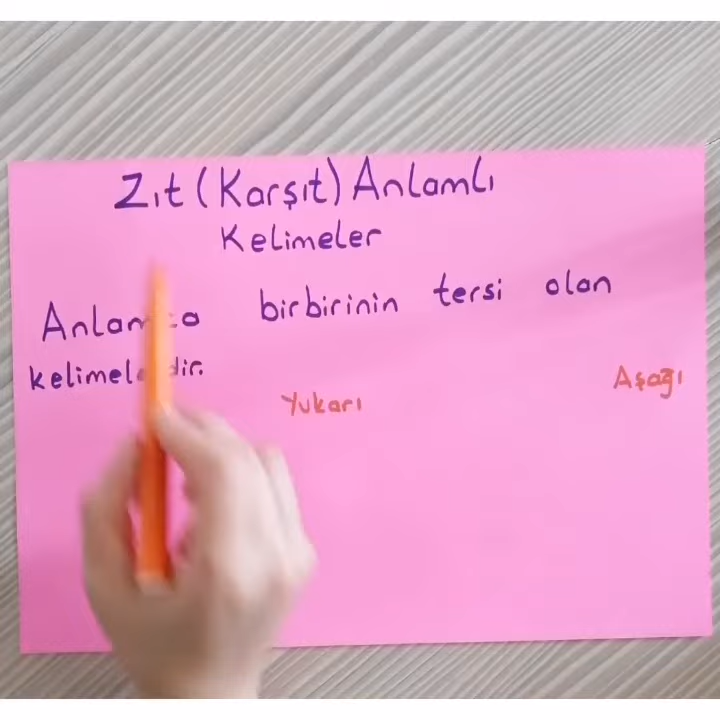 Zıt (Karşıt) Anlamlı
Kelimeler
birbirinin tersi olan
Yukarı Aşağı